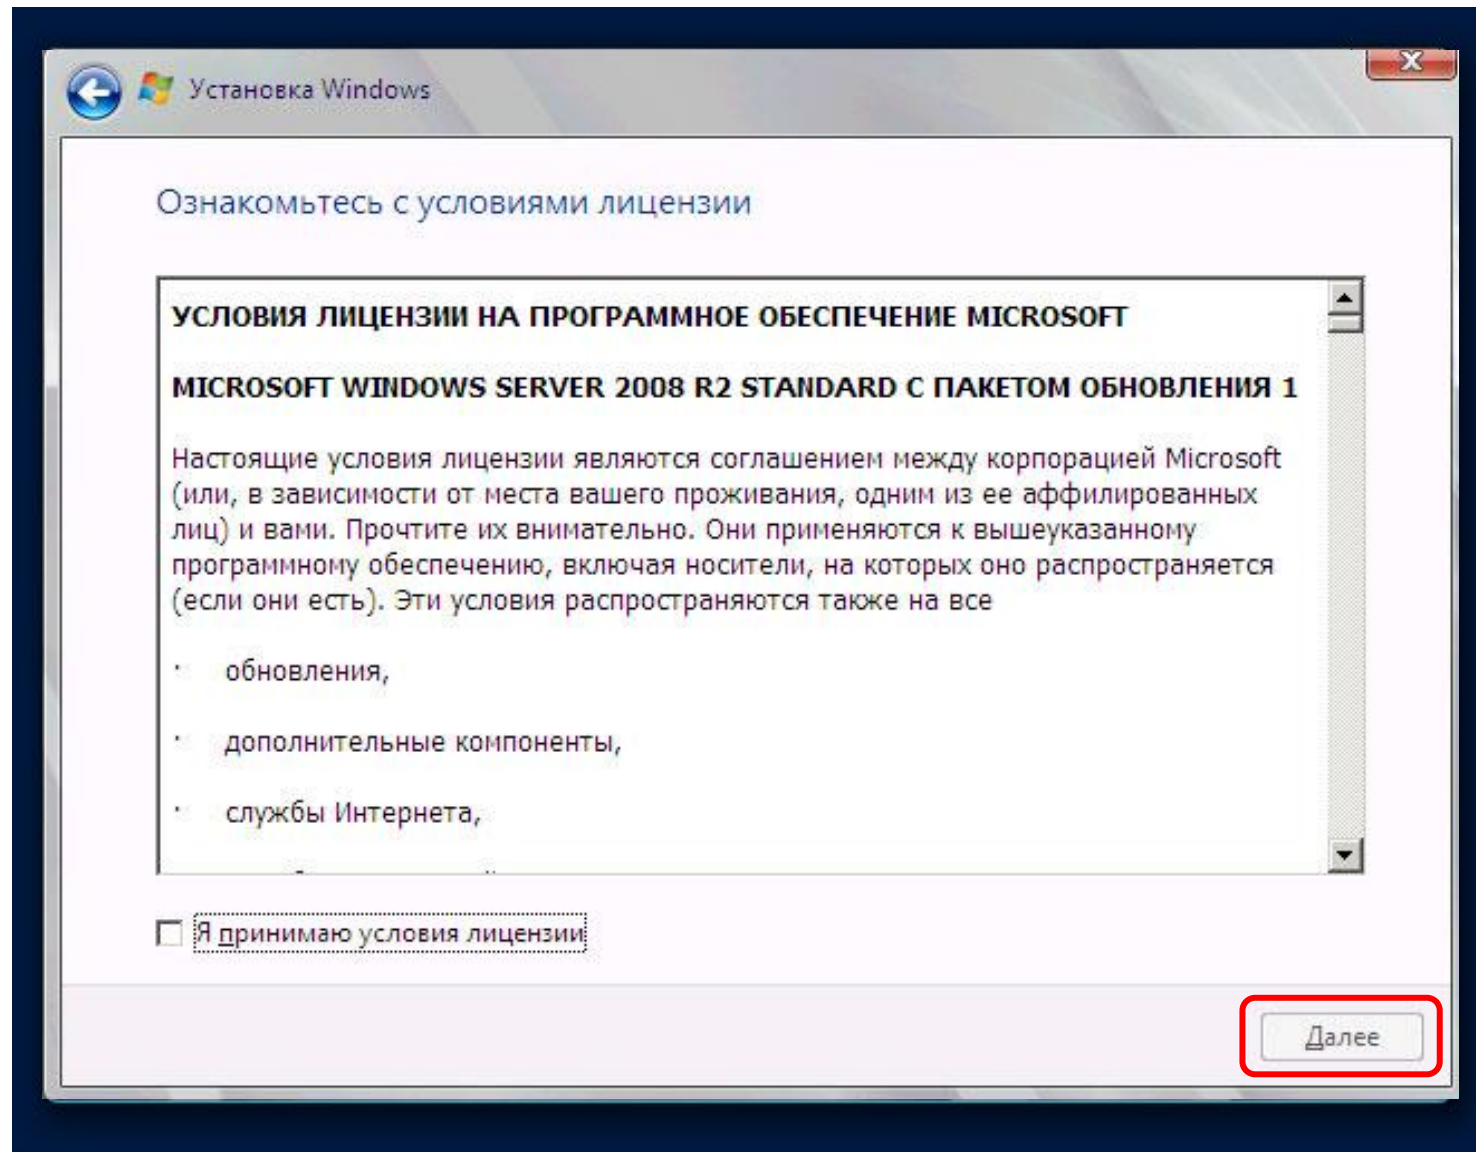 Установка Windows
Ознакомьтесь с условиями лицензии
УСЛОВИЯ ЛИЦЕНЗИИ НА ПРОГРАММНОЕ ОБЕСПЕЧЕНИЕ MICROSOFT
MICROSOFT WINDOWS SERVER 2008 R2 STANDARD С ПАКЕТОМ ОБНОВЛЕНИЯ 1
Настоящие условия лицензии являются соглашением между корпорацией Microsoft
(или, в зависимости от места вашего проживания, одним из ее аффилированных
лиц) и вами. Прочтите их внимательно. Они применяются к вышеуказанному
программному обеспечению, включая носители, на которых оно распространяется
(если они есть). Эти условия распространяются также на все
· обновления,
· дополнительные компоненты,
· службы Интернета,
Я принимаю условия лицензии
Далее